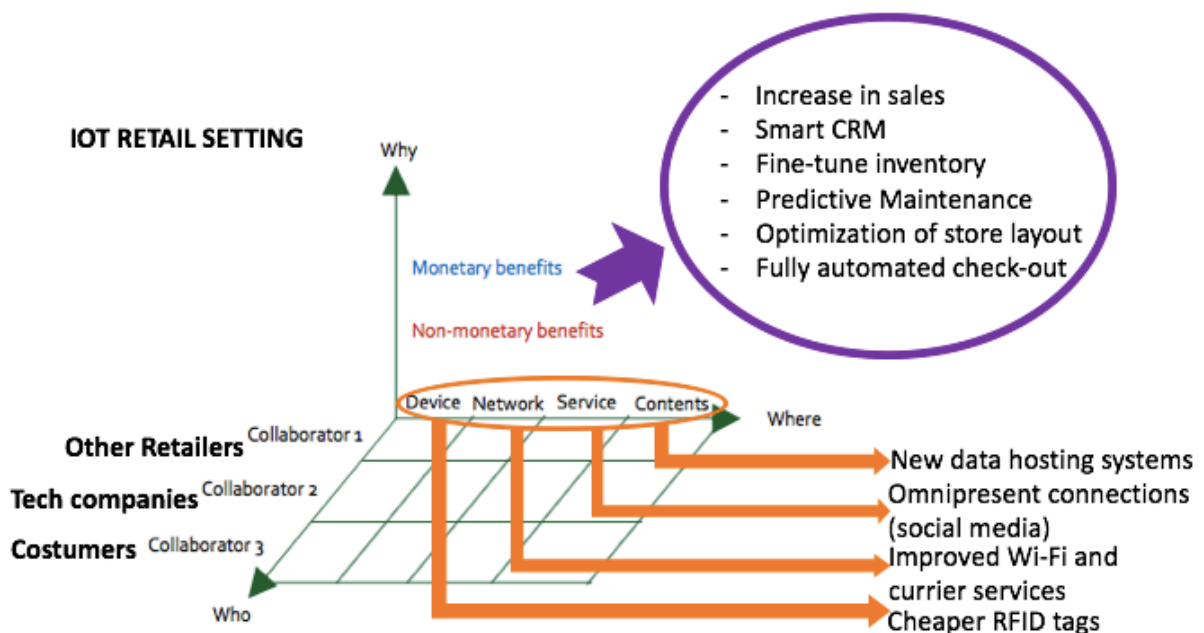 IOT RETAIL SETTING
Why
- Increase in sales
- Smart CRM
- Fine-tune inventory
- Predictive Maintenance
- Optimization of store layout
- Fully automated check-out
Monetary benefits
Non-monetary benefits
Device Network Service Contents
Where
Other Retailers Collaborator 1
Tech companies Collaborator 2
Costumers Collaborator 3
Who
New data hosting systems
Omnipresent connections
(social media)
Improved Wi-Fi and
currier services
Cheaper RFID tags